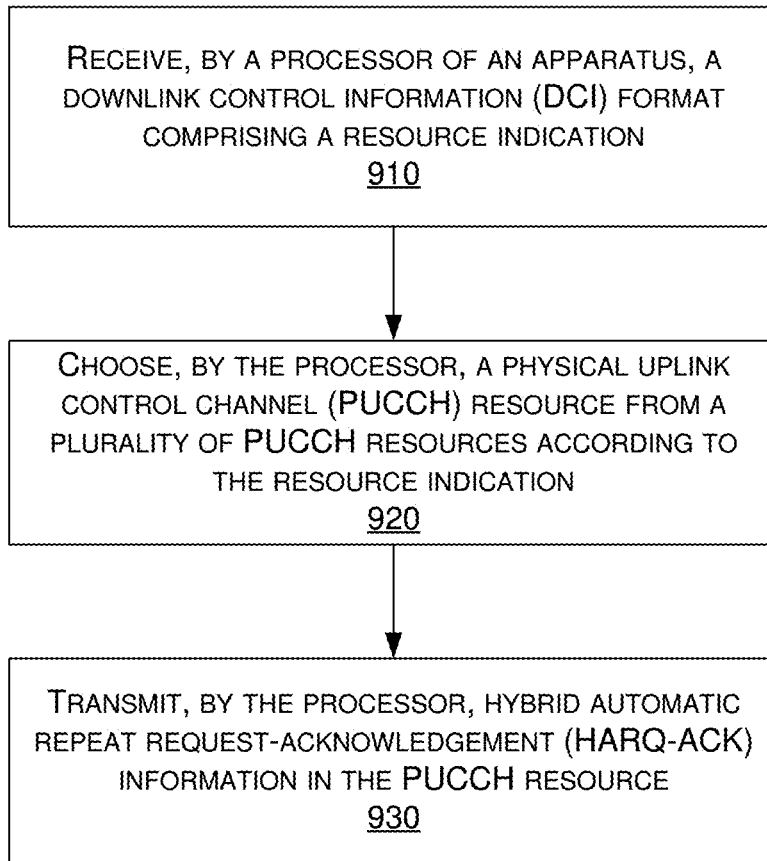 RECEIVE, BY A PROCESSOR OF AN APPARATUS, A
DOWNLINK CONTROL INFORMATION (DCI) FORMAT
COMPRISING A RESOURCE INDICATION
910
CHOOSE, BY THE PROCESSOR, A PHYSICAL UPLINK
CONTROL CHANNEL (PUCCH) RESOURCE FROM A
PLURALITY OF PUCCH RESOURCES ACCORDING TO
THE RESOURCE INDICATION
920
TRANSMIT, BY THE PROCESSOR, HYBRID AUTOMATIC
REPEAT REQUEST-ACKNOWLEDGEMENT (HARQ-ACK)
INFORMATION IN THE PUCCH RESOURCE
930